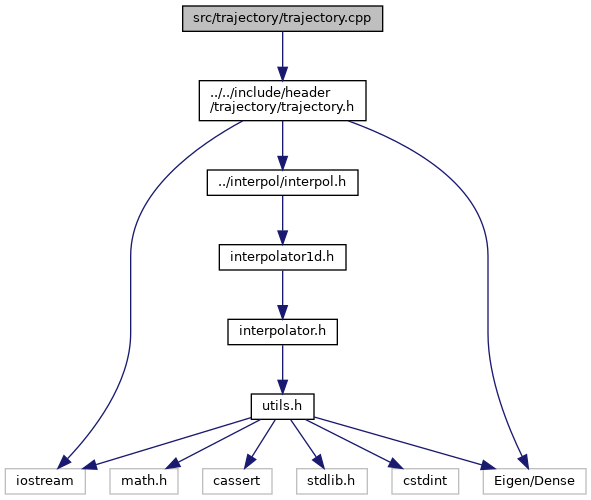 src/trajectory/trajectory.cpp
../../include/header
/trajectory/trajectory.h
../interpol/interpol.h
interpolator1d.h
interpolator.h
utils.h
iostream
math.h
cassert
stdlib.h
cstdint
Eigen/Dense